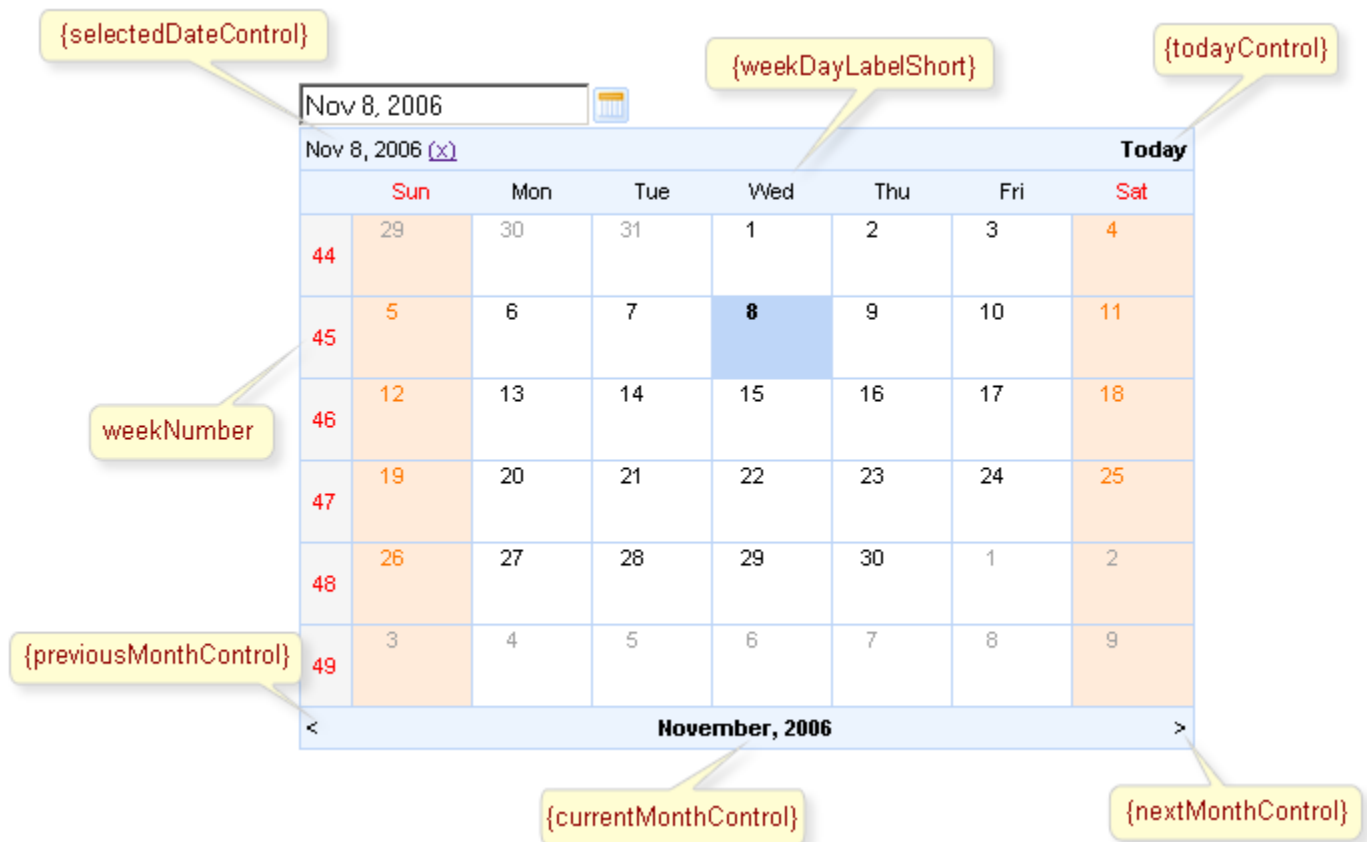 {selectedDateControl}
{weekDayLabelShort}
{todayControl}
Nov 8, 2006
Nov 8, 2006 (x) Today
Sun Mon Tue Wed Thu Fri Sat
44 29 30 31 1 2 3 4
45 5 6 7 8 9 10 11
46 12 13 14 15 16 17 18
weekNumber
47 19 20 21 22 23 24 25
48 26 27 28 29 30 1 2
{previousMonthControl}
49 3 4 5 6 7 8 9
< November, 2006 >
{currentMonthControl}
{nextMonthControl}